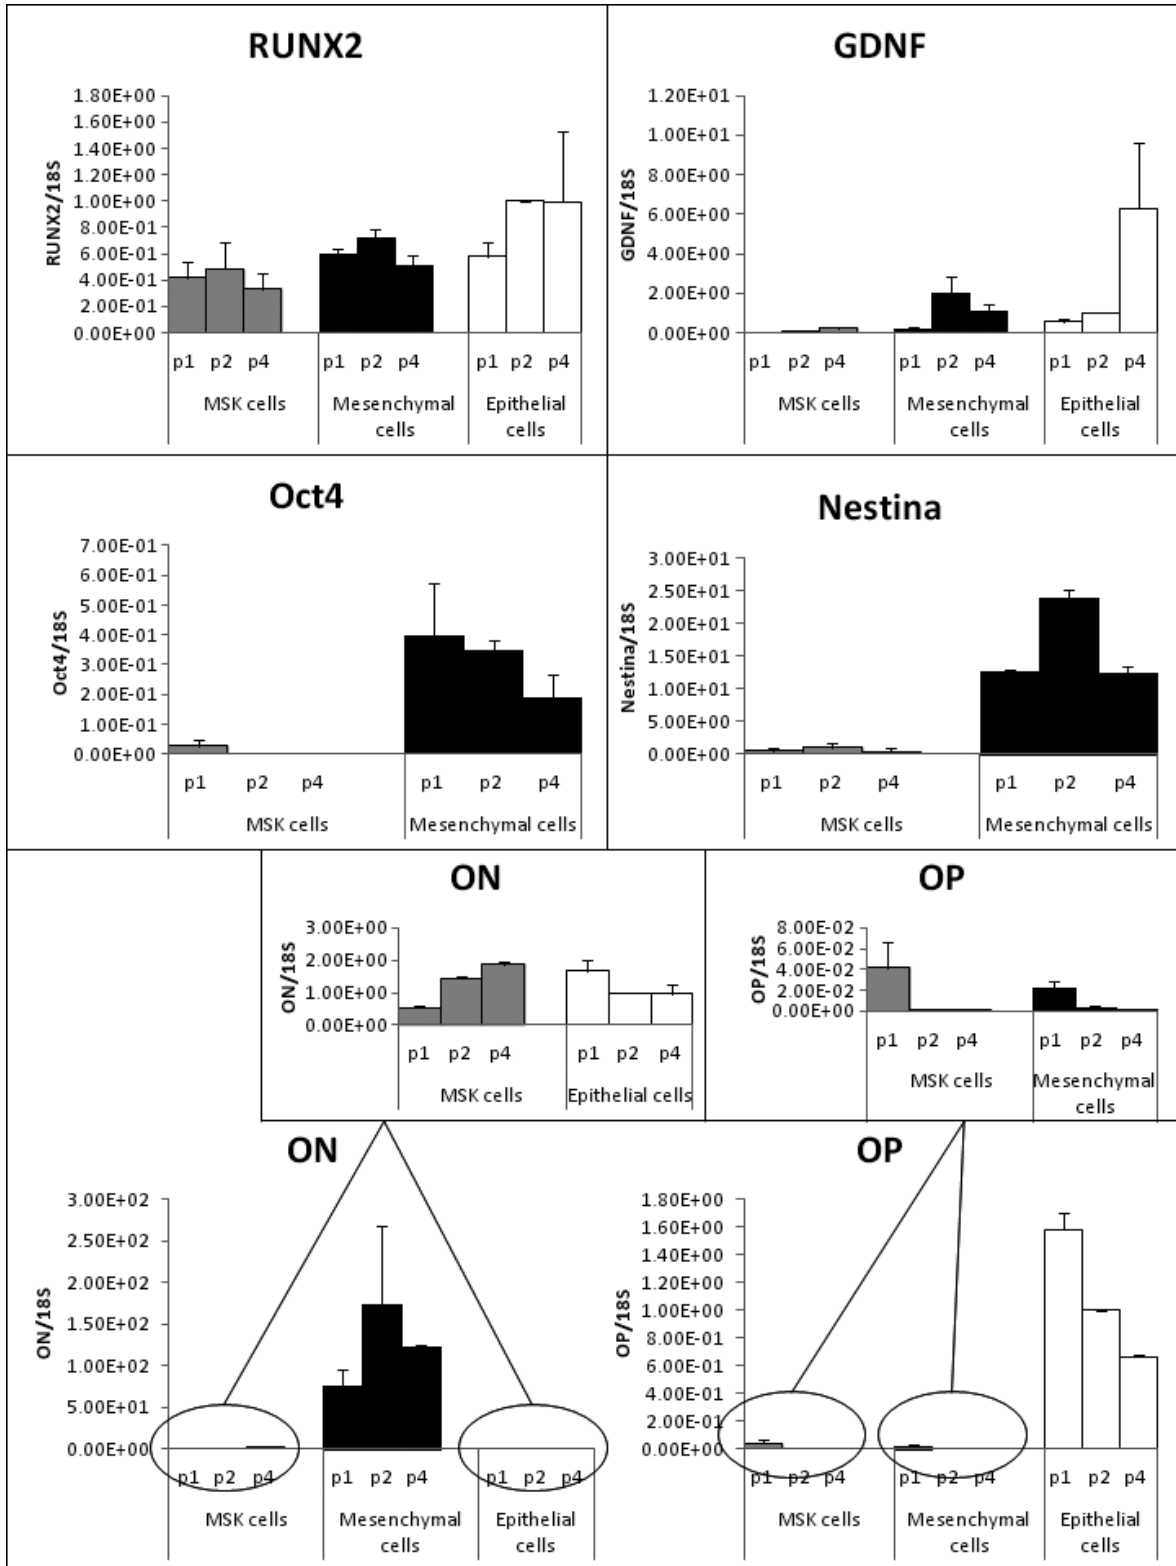 RUNX2
RUNX2/18S
1.80E+00
1.60E+00
1.40E+00
1.20E+00
1.00E+00
8.00E-01
6.00E-01
4.00E-01
2.00E-01
0.00E+00
p1 p2 p4 p1 p2 p4 p1 p2 p4
MSK cells Mesenchymal cells Epithelial cells
GDNF
GDNF/18S
1.20E+01
1.00E+01
8.00E+00
6.00E+00
4.00E+00
2.00E+00
0.00E+00
p1 p2 p4 p1 p2 p4 p1 p2 p4
MSK cells Mesenchymal cells Epithelial cells
Oct4
Oct4/18S
7.00E-01
6.00E-01
5.00E-01
4.00E-01
3.00E-01
2.00E-01
1.00E-01
0.00E+00
p1 p2 p4 p1 p2 p4
MSK cells Mesenchymal cells
Nestina
Nestina/18S
3.00E+01
2.50E+01
2.00E+01
1.50E+01
1.00E+01
5.00E+00
0.00E+00
p1 p2 p4 p1 p2 p4
MSK cells Mesenchymal cells
ON
ON/18S
3.00E+00
2.00E+00
1.00E+00
0.00E+00
p1 p2 p4 p1 p2 p4
MSK cells Epithelial cells
OP
OP/18S
8.00E-02
6.00E-02
4.00E-02
2.00E-02
0.00E+00
p1 p2 p4 p1 p2 p4
MSK cells Mesenchymal cells
ON
ON/18S
3.00E+02
2.50E+02
2.00E+02
1.50E+02
1.00E+02
5.00E+01
0.00E+00
p1 p2 p4 p1 p2 p4 p1 p2 p4
MSK cells Mesenchymal cells Epithelial cells
OP
OP/18S
1.80E+00
1.60E+00
1.40E+00
1.20E+00
1.00E+00
8.00E-01
6.00E-01
4.00E-01
2.00E-01
0.00E+00
p1 p2 p4 p1 p2 p4 p1 p2 p4
MSK cells Mesenchymal cells Epithelial cells